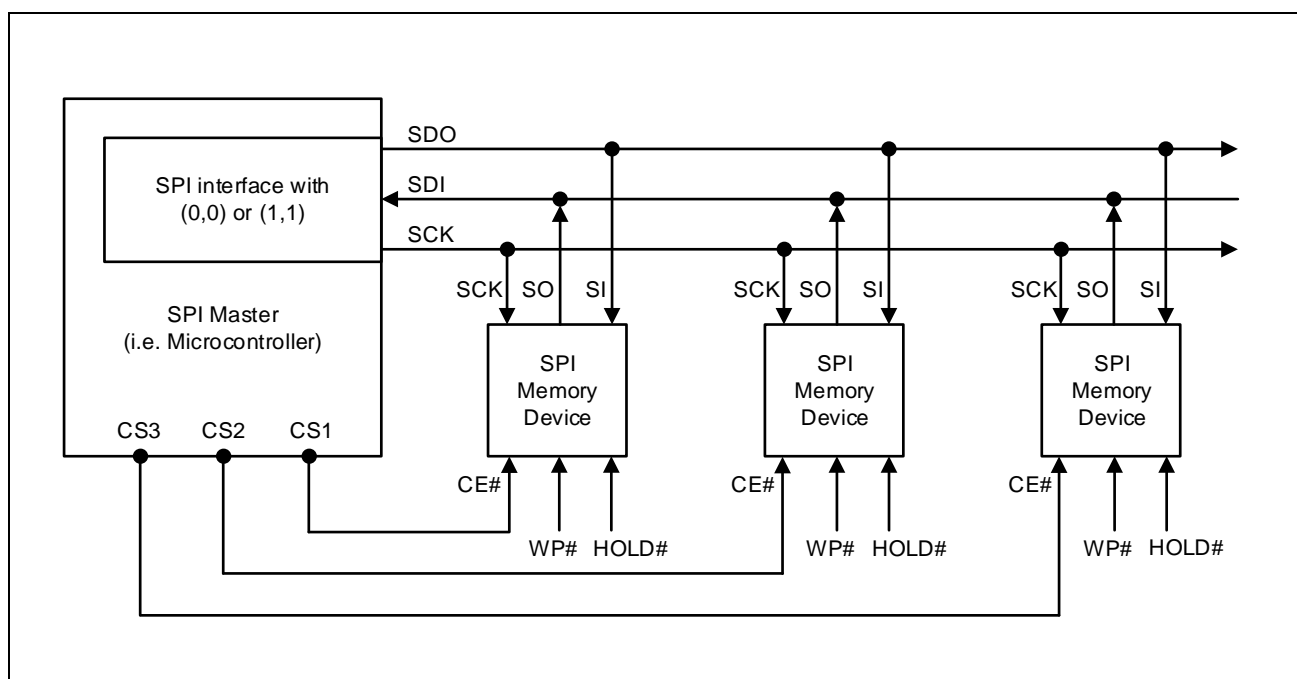 SDO
SPI interface with
(0,0) or (1,1)
SDI
SCK
SPI Master
(i.e. Microcontroller)
SCK SO SI
SCK SO SI
SCK SO SI
SPI
Memory
Device
SPI
Memory
Device
SPI
Memory
Device
CS3 CS2 CS1
CE#
WP# HOLD#
CE#
WP# HOLD#
CE#
WP# HOLD#